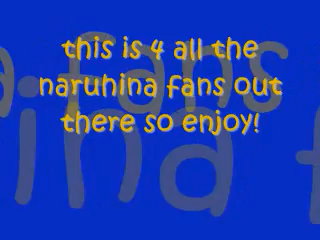 this is 4 all the
naruhina fans out
there so enjoy!